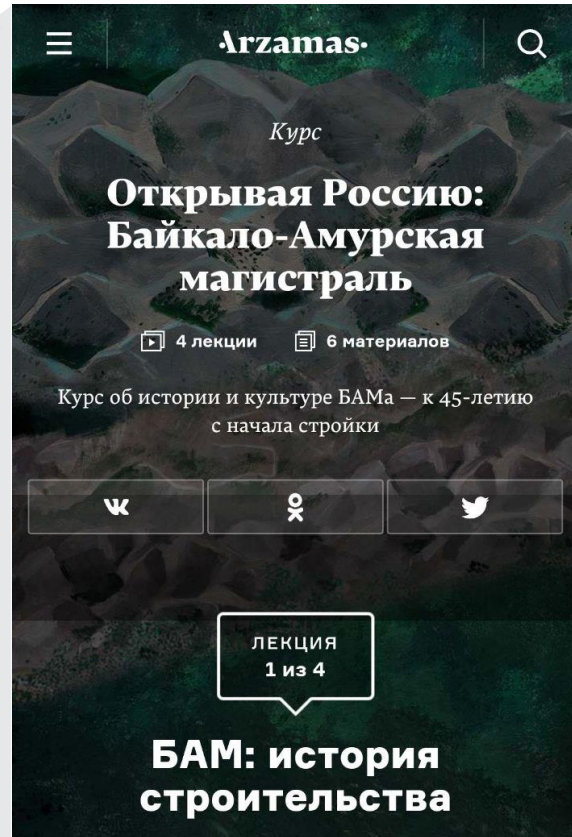 Arzamas
Курс
Открывая Россию:
Байкало-Амурская
магистраль
4 лекции 6 материалов
Курс об истории и культуре БАМа — к 45-летию
с начала стройки
ЛЕКЦИЯ
1 из 4
БАМ: история
строительства